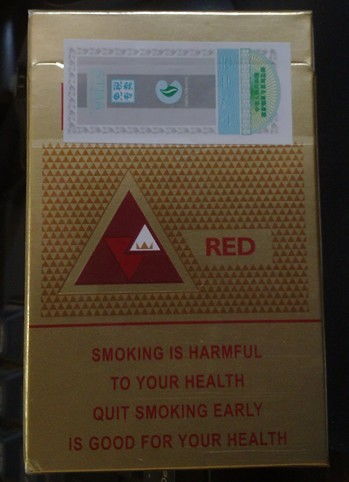 RED
SMOKING IS HARMFUL
TO YOUR HEALTH
QUIT SMOKING EARLY
IS GOOD FOR YOUR HEALTH